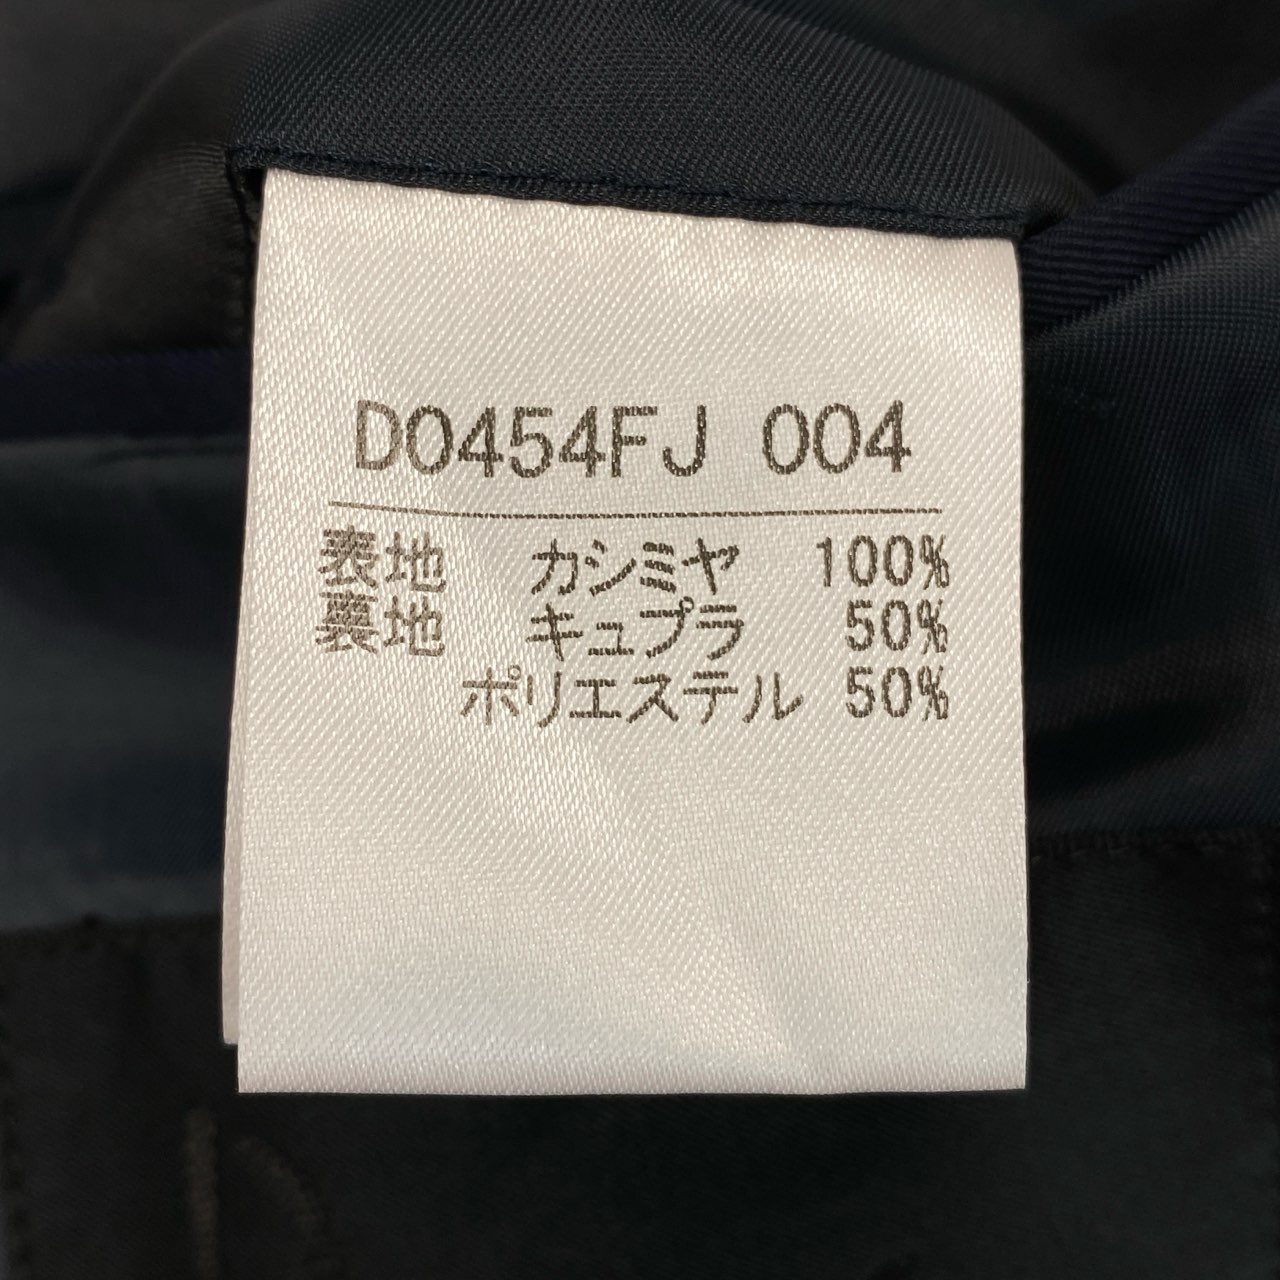 D0454FJ 004
表地 カシミヤ 100%
裏地 キュプラ 50%
ポリエステル 50%